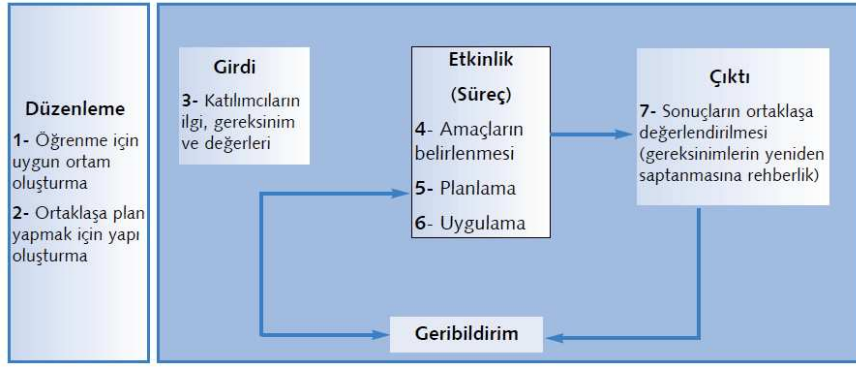 Düzenleme
1- Öğrenme için
uygun ortam
oluşturma
2- Ortaklaşa plan
yapmak için yapı
oluşturma
Girdi
3- Katılımcıların
ilgi, gereksinim
ve değerleri
Etkinlik
(Süreç)
4- Amaçların
belirlenmesi
5- Planlama
6- Uygulama
Çıktı
7- Sonuçların ortaklaşa
değerlendirilmesi
(gereksinimlerin yeniden
saptanmasına rehberlik)
Geribildirim